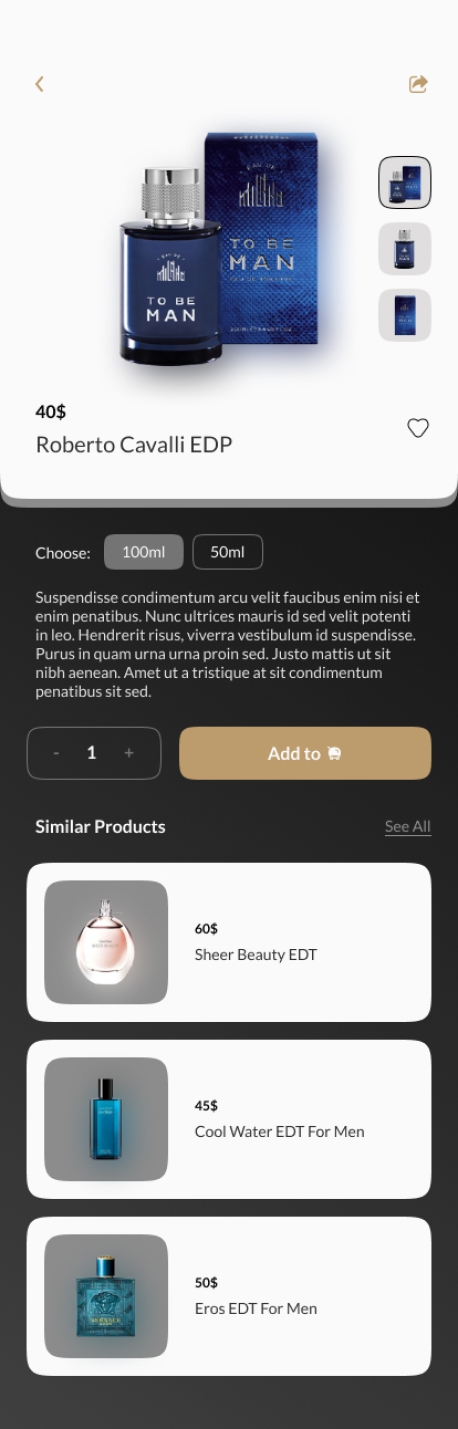 EAU DE
MILANO
TO BE
MAN
EAU DE
MILANO
TO BE
MAN
40$
Roberto Cavalli EDP
Choose: 100ml 50ml
Suspendisse condimentum arcu velit faucibus enim nisi et
enim penatibus. Nunc ultrices mauris id sed velit potenti
in leo. Hendrerit risus, viverra vestibulum id suspendisse.
Purus in quam urna urna proin sed. Justo mattis ut sit
nibh aenean. Amet ut a tristique at sit condimentum
penatibus sit sed.
- 1 +
Add to
Similar Products
See All
60$
Sheer Beauty EDT
45$
Cool Water EDT For Men
50$
Eros EDT For Men